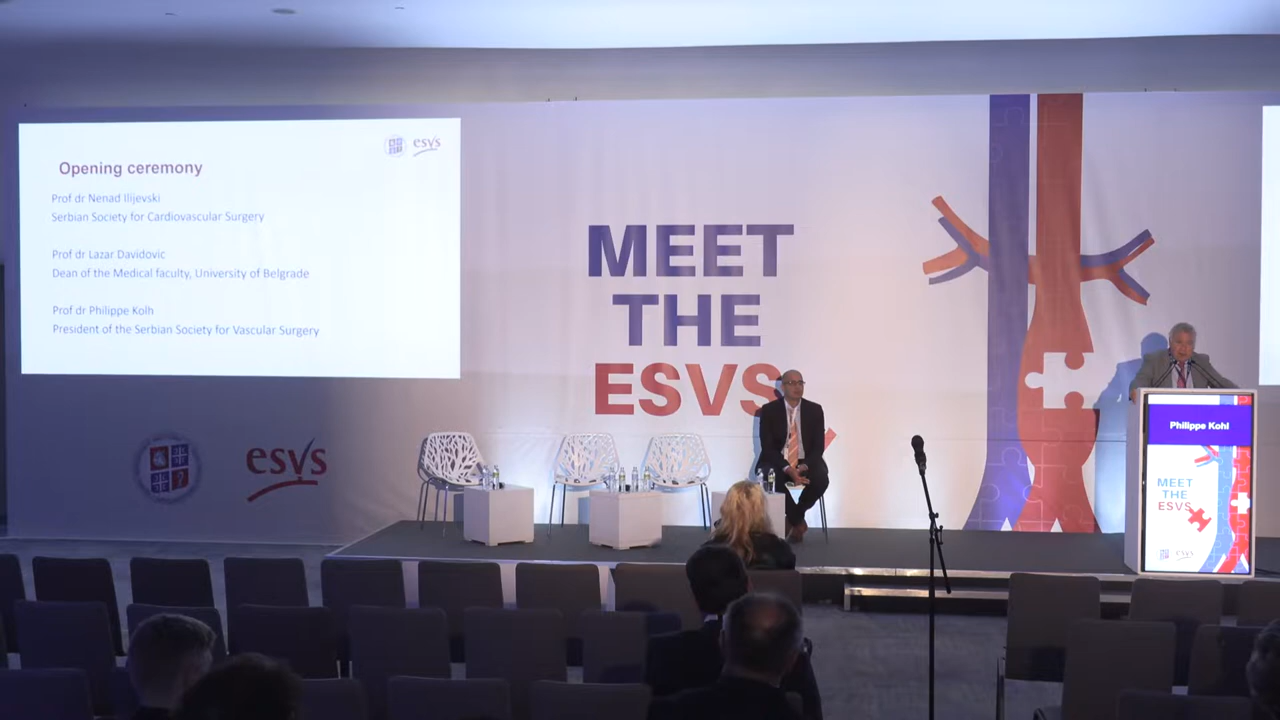 esvs
Opening ceremony
Prof dr Nenad Ilijevski
Serbian Society for Cardiovascular Surgery
Prof dr Lazar Davidovic
Dean of the Medical faculty, University of Belgrade
Prof dr Philippe Kolh
President of the Serbian Society for Vascular Surgery
MEET
THE
ESVS
esvs
Philippe Kohl
MEET
THE
ESVS
esvs